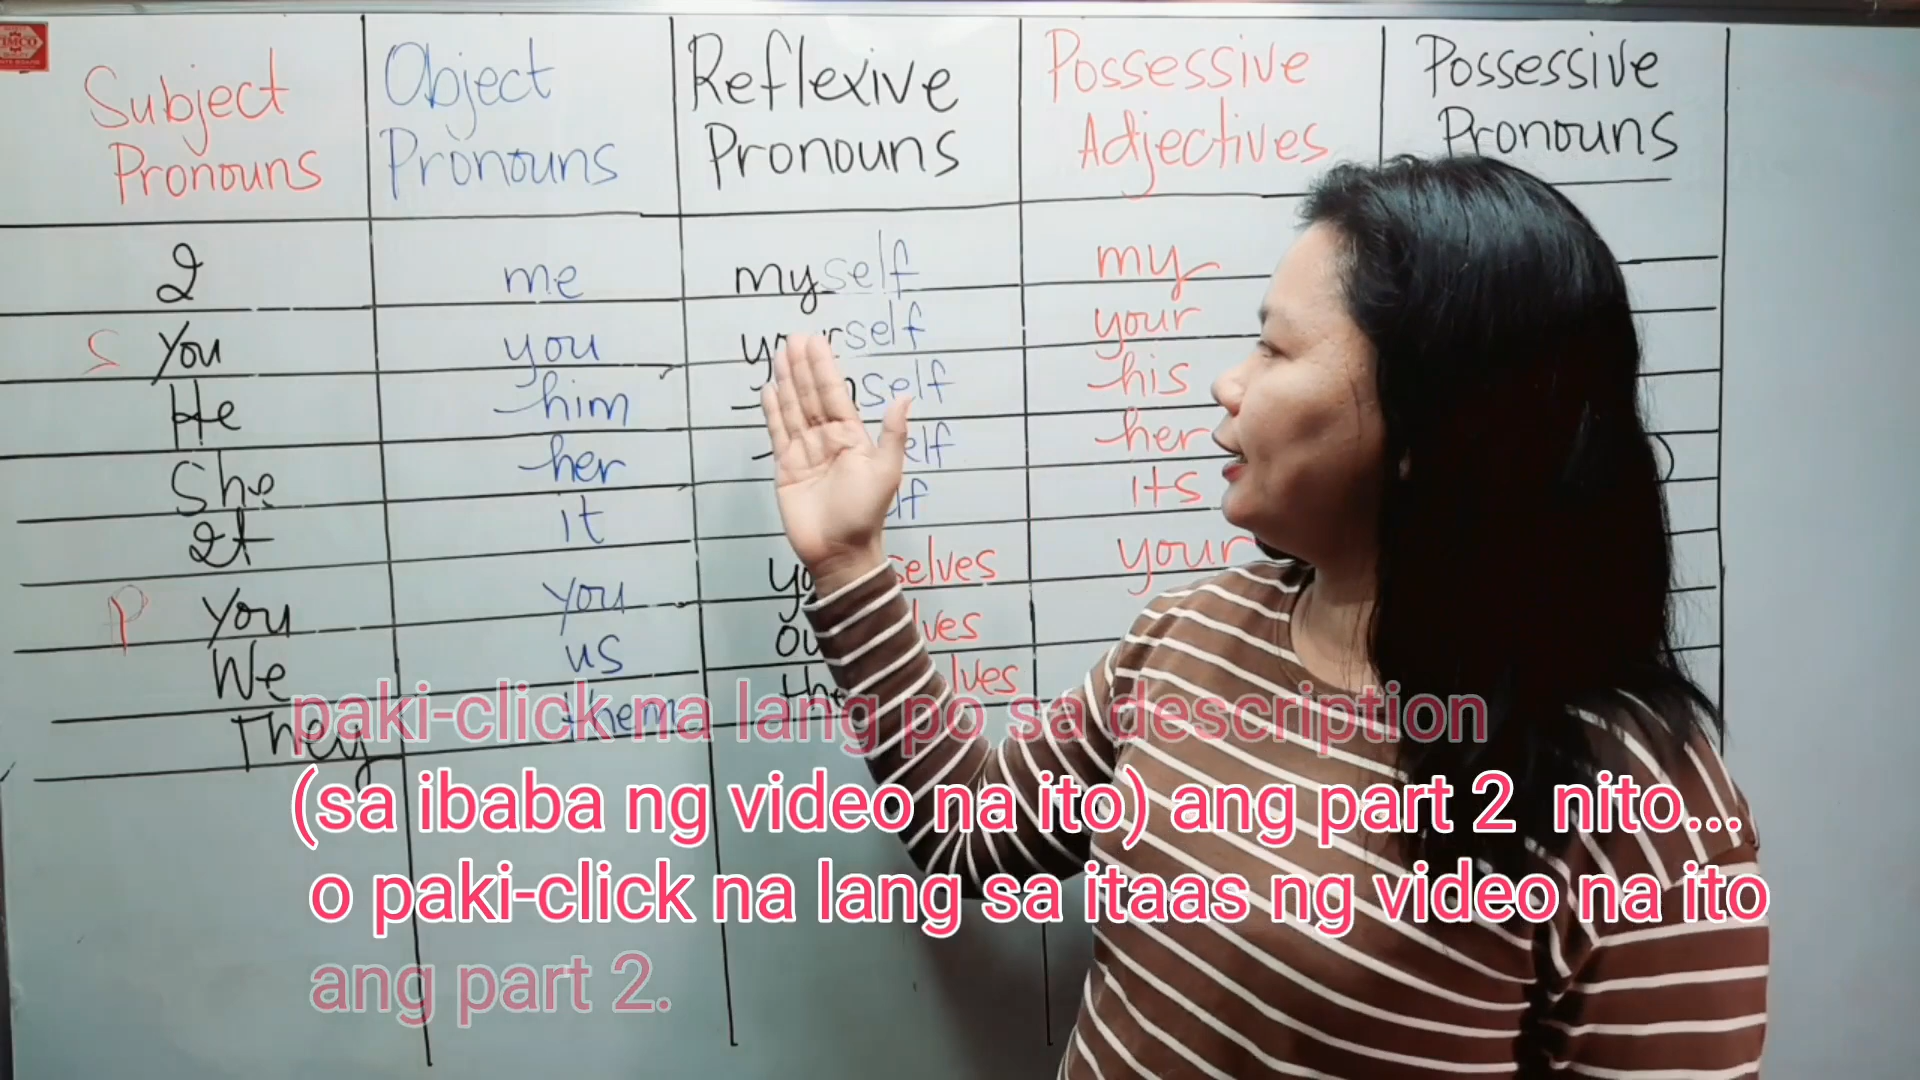 Subject
Pronouns
Object
Pronouns
Reflexive
Pronouns
Possessive
Adjectives
Possessive
Pronouns
I me myself my
S You you yourself your
He him his
She her her
It it its
P You you your
We us
They them
paki-click na lang po sa description
(sa ibaba ng video na ito) ang part 2 nito...
o paki-click na lang sa itaas ng video na ito
ang part 2.